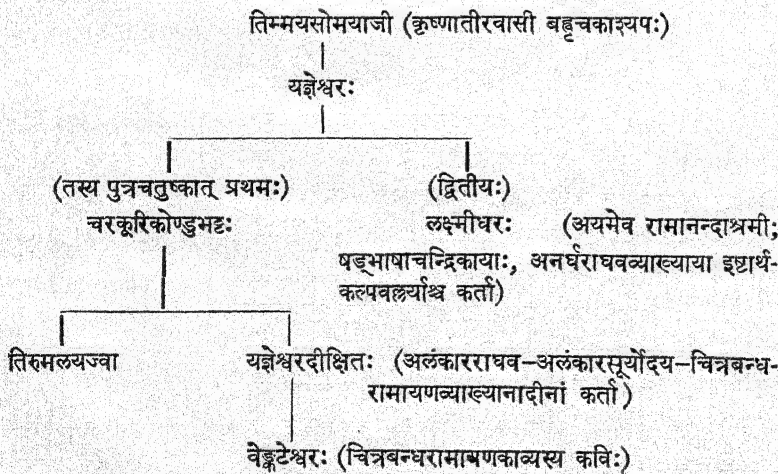 तिम्मयसोमयाजी (कृष्णातीरवासी बह्वृचकाश्यपः)
यज्ञेश्वरः
(तस्य पुत्रचतुष्कात् प्रथमः) (द्वितीयः)
चरकूरिकोण्डुभट्टः लक्ष्मीधरः (अयमेव रामानन्दाश्रमी;
षड्भाषाचन्द्रिकायाः, अनर्घराघवव्याख्याया इष्टार्थ-
कल्पवल्लर्याश्च कर्ता)
तिरुमलयज्वा यज्ञेश्वरदीक्षितः (अलंकारराघव–अलंकारसूर्योदय–चित्रबन्ध-
रामायणव्याख्यानादीनां कर्ता)
वेङ्कटेश्वरः (चित्रबन्धरामायणकाव्यस्य कविः)